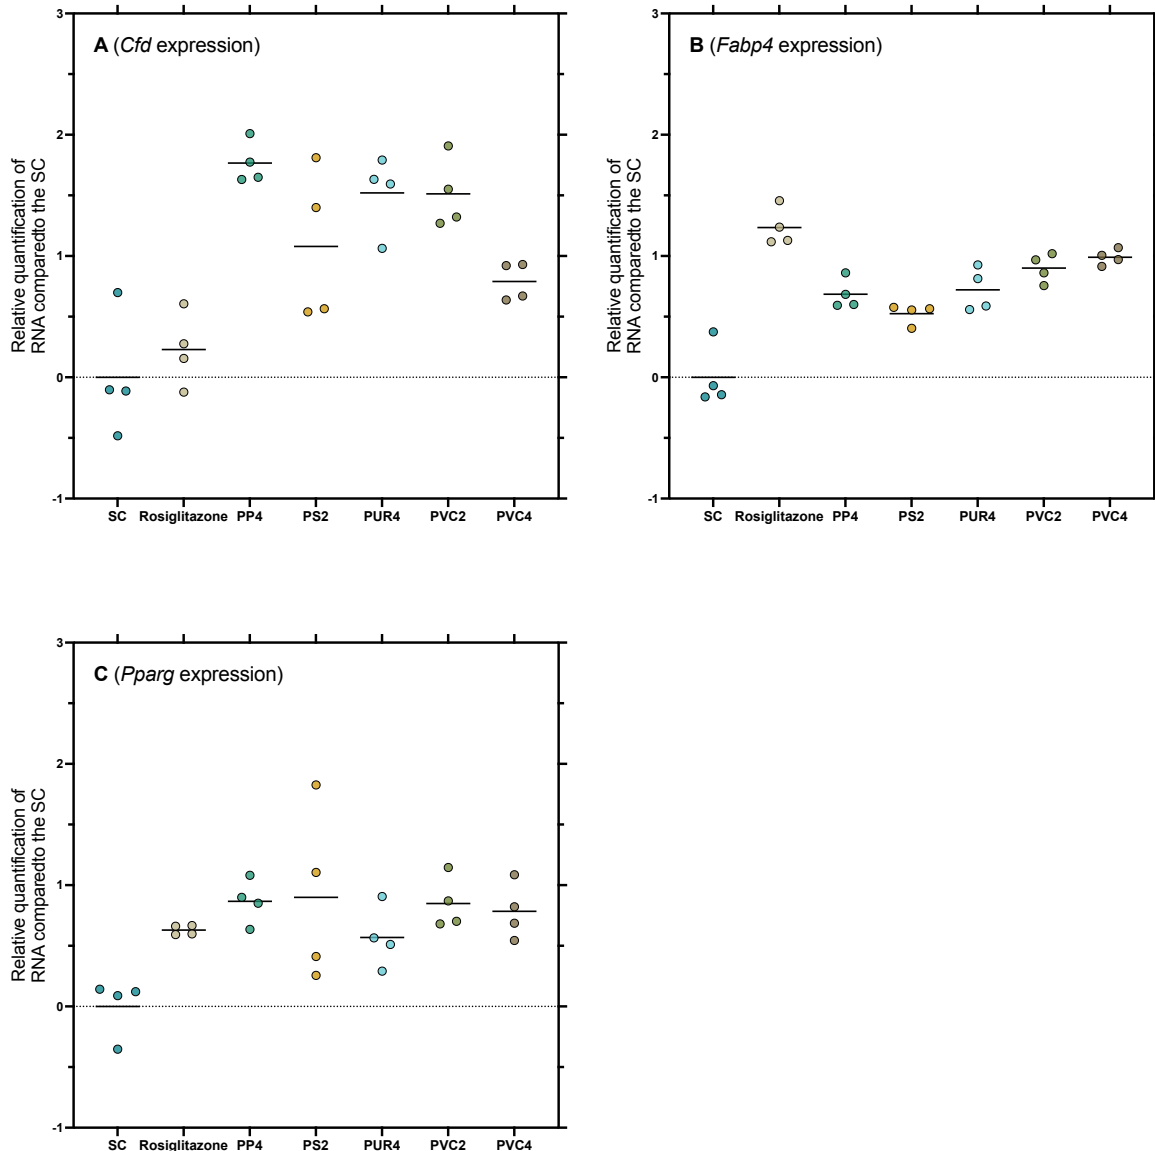 A (Cfd expression)
Relative quantification of
RNA comparedto the SC
3
2
1
0
-1
SC Rosiglitazone PP4 PS2 PUR4 PVC2 PVC4
B (Fabp4 expression)
Relative quantification of
RNA comparedto the SC
3
2
1
0
-1
SC Rosiglitazone PP4 PS2 PUR4 PVC2 PVC4
C (Pparg expression)
Relative quantification of
RNA comparedto the SC
3
2
1
0
-1
SC Rosiglitazone PP4 PS2 PUR4 PVC2 PVC4